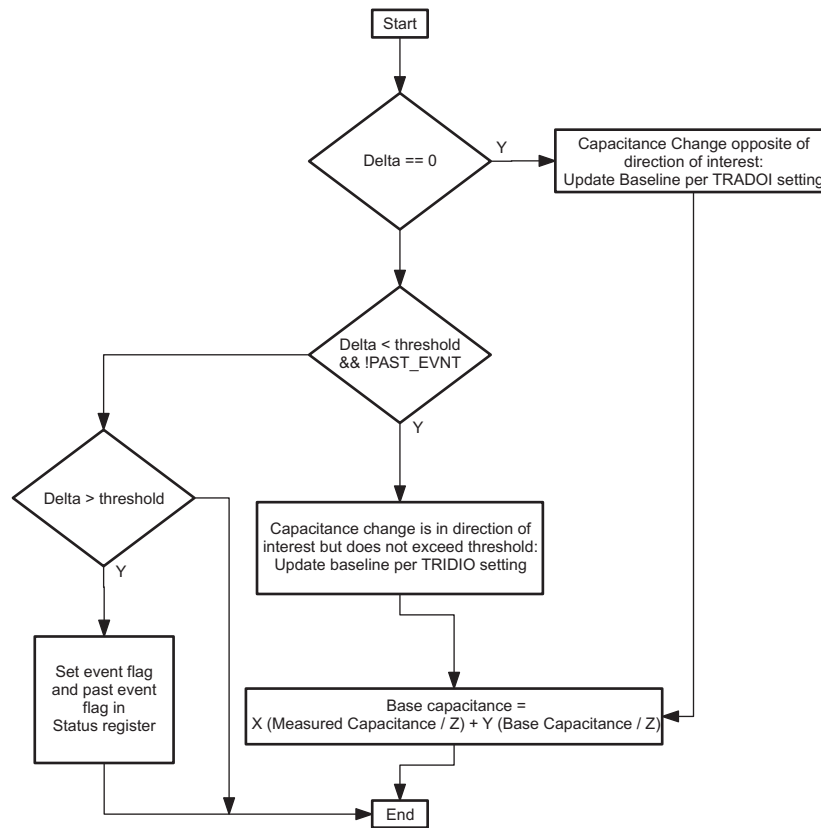 Start
Delta == 0
Y
Capacitance Change opposite of
direction of interest:
Update Baseline per TRADOI setting
Delta < threshold
&& !PAST_EVNT
Y
Delta > threshold
Y
Capacitance change is in direction of
interest but does not exceed threshold:
Update baseline per TRIDIO setting
Set event flag
and past event
flag in
Status register
Base capacitance =
X (Measured Capacitance / Z) + Y (Base Capacitance / Z)
End